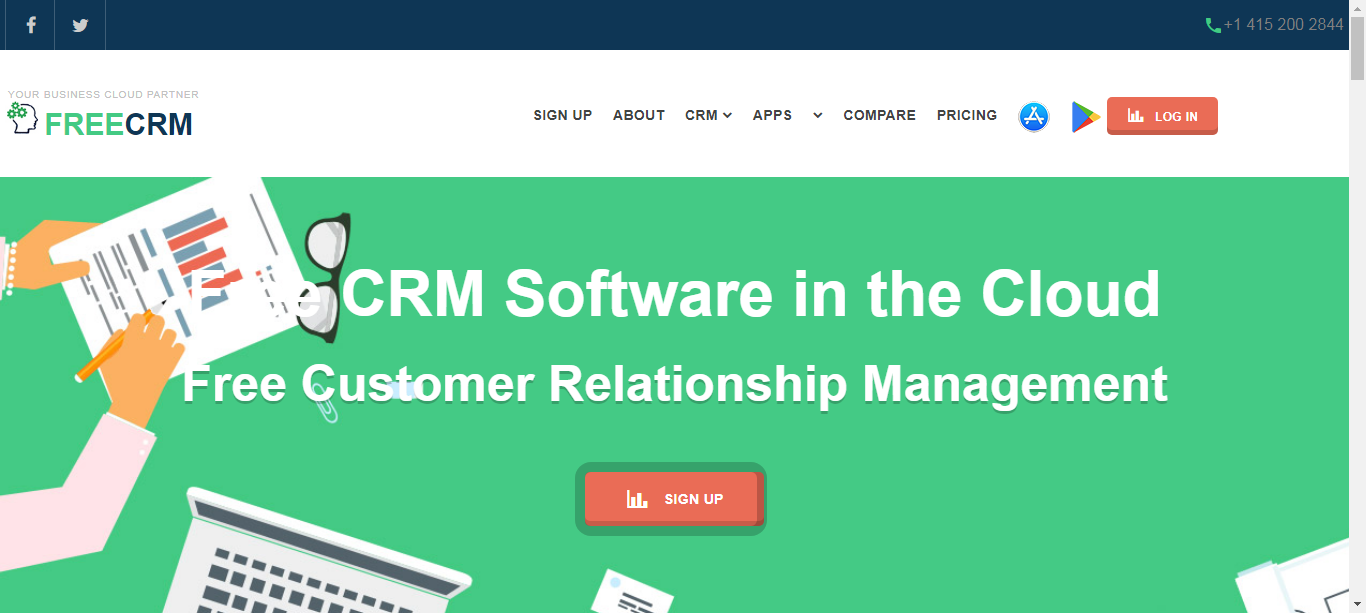 +1 415 200 2844
YOUR BUSINESS CLOUD PARTNER
FREECRM
SIGN UP ABOUT CRM APPS COMPARE PRICING LOG IN
Free CRM Software in the Cloud
Free Customer Relationship Management
SIGN UP